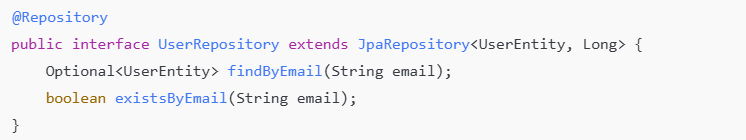 @Repository
public interface UserRepository extends JpaRepository<UserEntity, Long> {
    Optional<UserEntity> findByEmail(String email);
    boolean existsByEmail(String email);
}